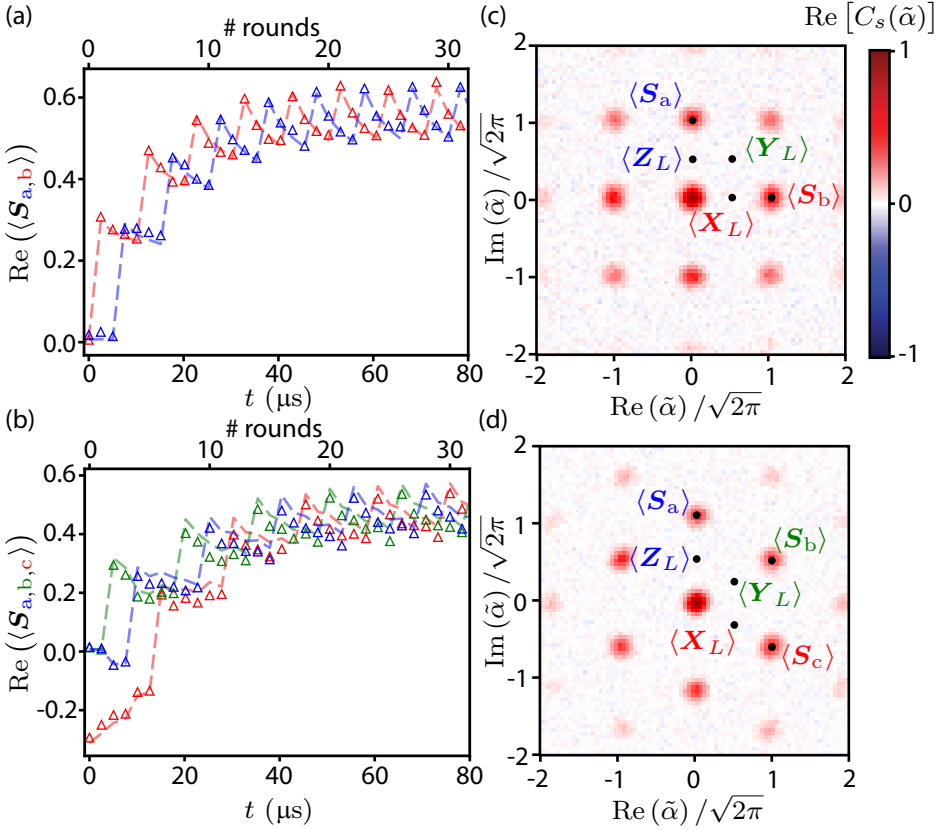 (a)
# rounds
0 10 20 30
Re (⟨S_{a,b}⟩)
0.6
0.4
0.2
0.0
0 20 40 60 80
t (μs)
(c)
Re [C_s(α̃)]
Im (α̃) /√2π
2
1
0
-1
-2
⟨S_a⟩
⟨Z_L⟩
⟨Y_L⟩
⟨X_L⟩
⟨S_b⟩
-2 -1 0 1 2
Re (α̃) /√2π
1
0
-1
(b)
# rounds
0 10 20 30
Re (⟨S_{a,b,c}⟩)
0.6
0.4
0.2
0.0
-0.2
0 20 40 60 80
t (μs)
(d)
Im (α̃) /√2π
2
1
0
-1
-2
⟨S_a⟩
⟨Z_L⟩
⟨S_b⟩
⟨Y_L⟩
⟨X_L⟩
⟨S_c⟩
-2 -1 0 1 2
Re (α̃) /√2π